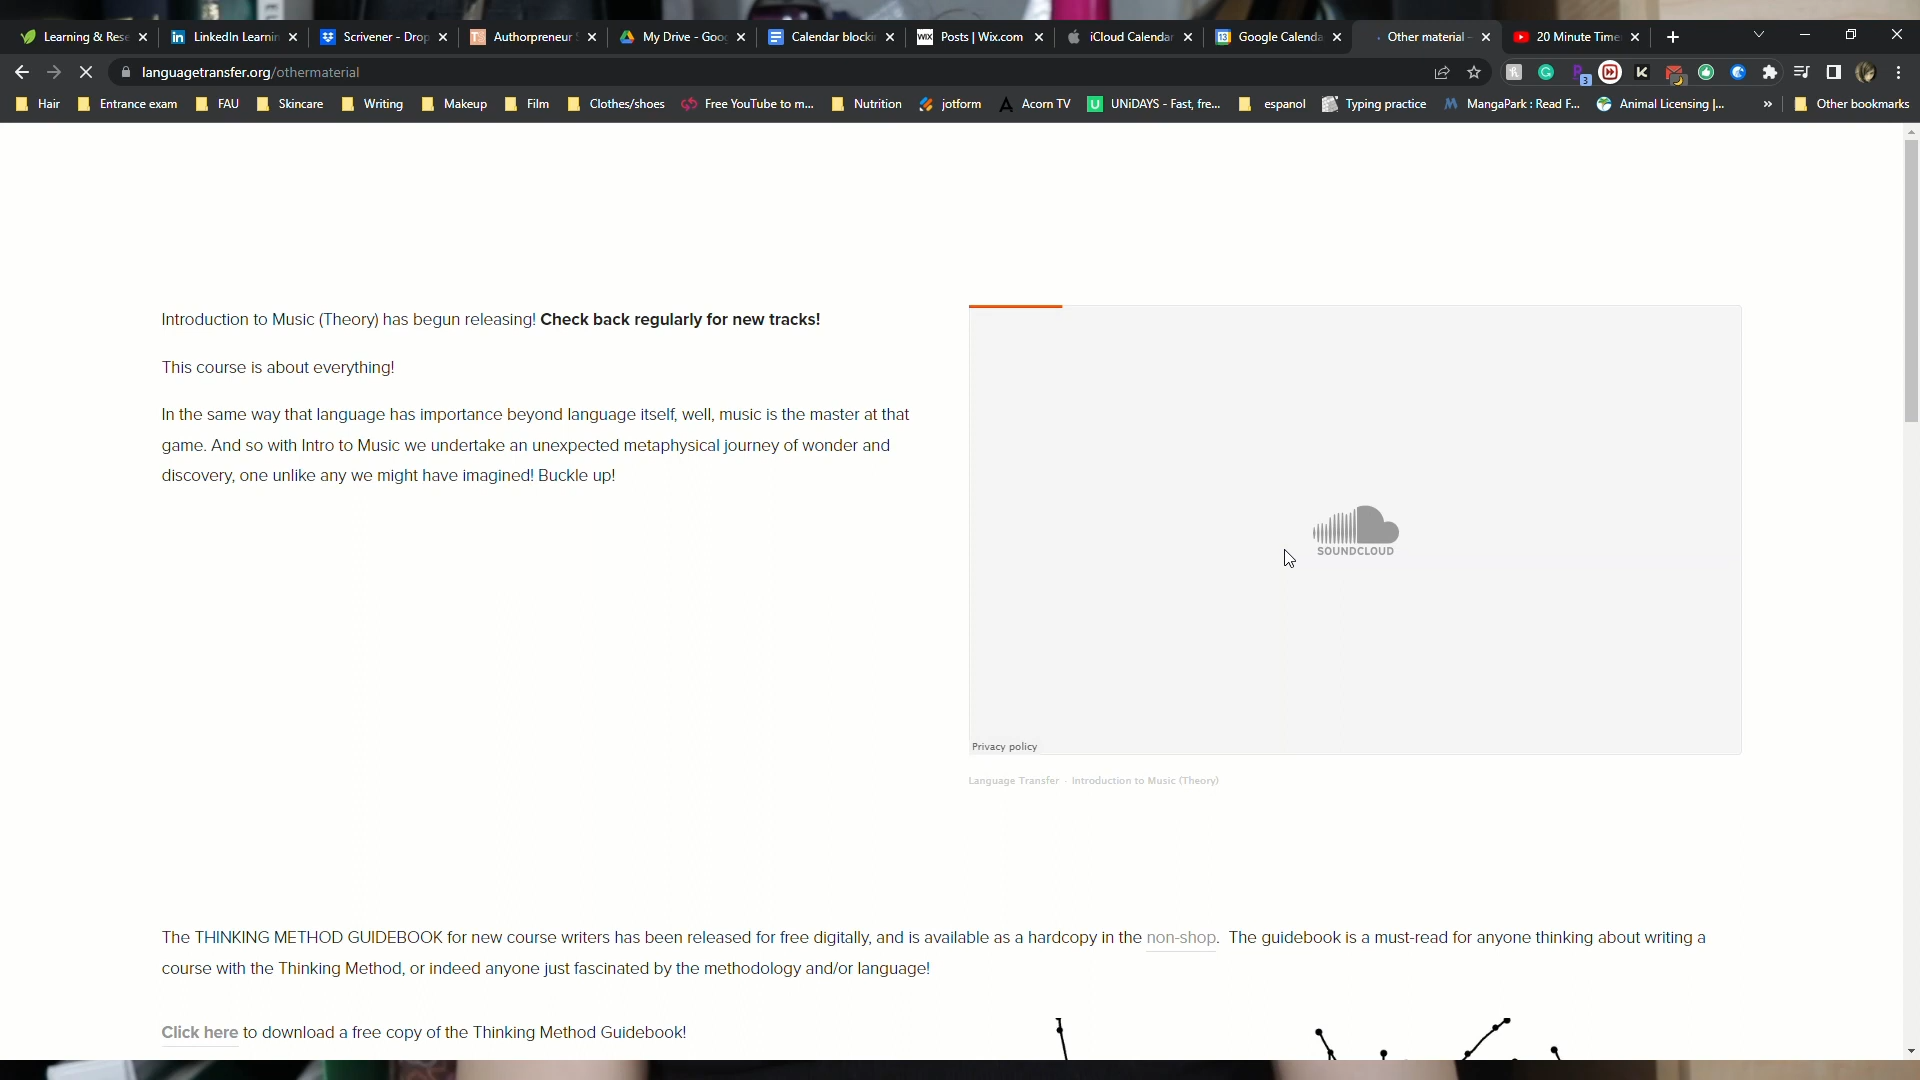 Learning & Rese
LinkedIn Learnin
Scrivener - Drop
Authorpreneur S
My Drive - Goo
Calendar blocki
WIX
Posts | Wix.com
iCloud Calendar
13
Google Calenda
Other material -
20 Minute Time
languagetransfer.org/othermaterial
3
Hair
Entrance exam
FAU
Skincare
Writing
Makeup
Film
Clothes/shoes
Free YouTube to m...
Nutrition
jotform
Acorn TV
UNiDAYS - Fast, fre...
espanol
Typing practice
MangaPark : Read F...
Animal Licensing |...
»
Other bookmarks
Introduction to Music (Theory) has begun releasing! Check back regularly for new tracks!
This course is about everything!
In the same way that language has importance beyond language itself, well, music is the master at that
game. And so with Intro to Music we undertake an unexpected metaphysical journey of wonder and
discovery, one unlike any we might have imagined! Buckle up!
SOUNDCLOUD
Privacy policy
Language Transfer · Introduction to Music (Theory)
The THINKING METHOD GUIDEBOOK for new course writers has been released for free digitally, and is available as a hardcopy in the non-shop. The guidebook is a must-read for anyone thinking about writing a
course with the Thinking Method, or indeed anyone just fascinated by the methodology and/or language!
Click here to download a free copy of the Thinking Method Guidebook!